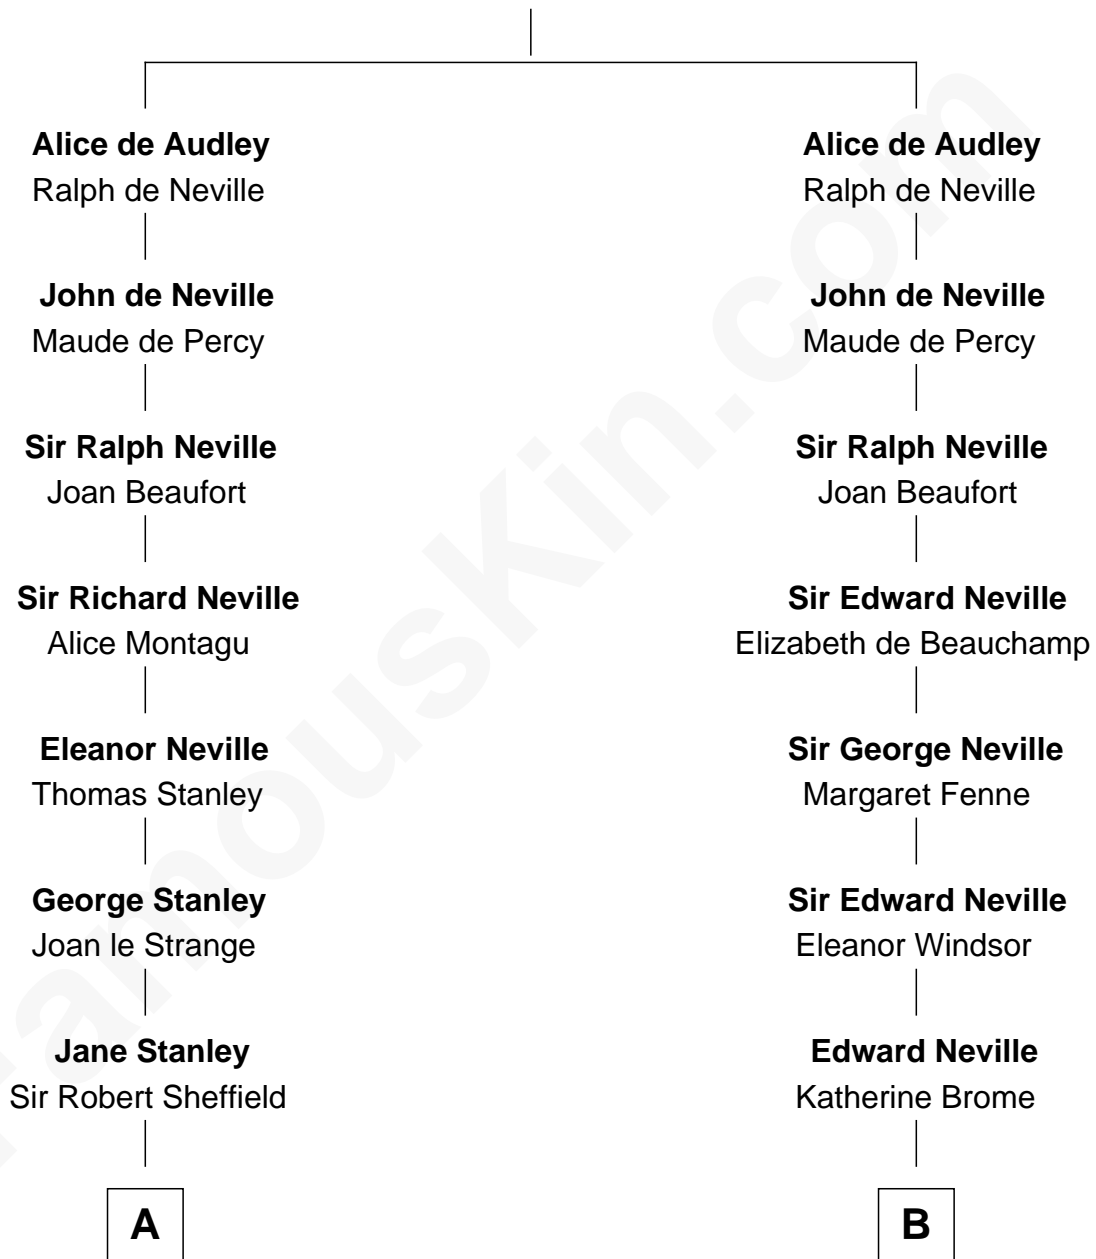 Alice de Audley
Ralph de Neville
John de Neville
Maude de Percy
Sir Ralph Neville
Joan Beaufort
Sir Richard Neville
Alice Montagu
Eleanor Neville
Thomas Stanley
George Stanley
Joan le Strange
Jane Stanley
Sir Robert Sheffield
A
Alice de Audley
Ralph de Neville
John de Neville
Maude de Percy
Sir Ralph Neville
Joan Beaufort
Sir Edward Neville
Elizabeth de Beauchamp
Sir George Neville
Margaret Fenne
Sir Edward Neville
Eleanor Windsor
Edward Neville
Katherine Brome
B
FamousKin.com